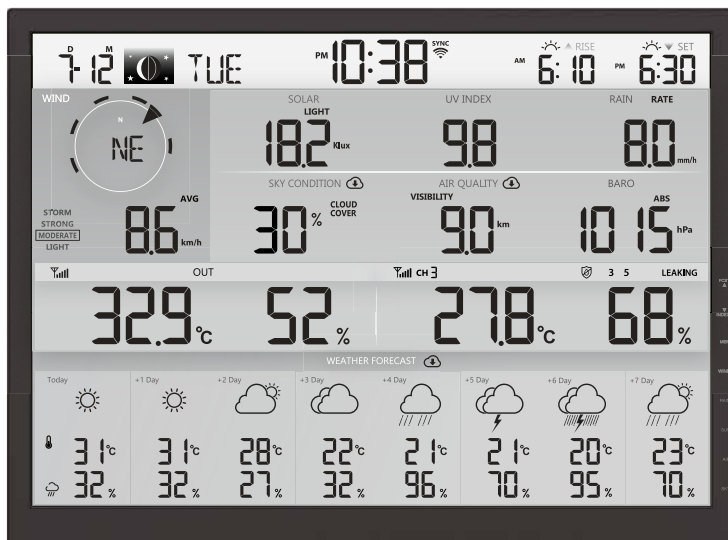 D M
7-12 TUE PM 10:38 SYNC AM 6:10 RISE PM 6:30 SET
WIND SOLAR UV INDEX RAIN RATE
N LIGHT
NE 18.2 Klux 9.8 8.0 mm/h
SKY CONDITION AIR QUALITY BARO
AVG VISIBILITY ABS
STORM
STRONG
MODERATE
LIGHT
8.6 km/h 30% CLOUD COVER 9.0 km 1015 hPa
OUT CH 3 3 5 LEAKING
32.9°C 52% 27.8°C 68%
WEATHER FORECAST
Today +1 Day +2 Day +3 Day +4 Day +5 Day +6 Day +7 Day
31°C 31°C 28°C 22°C 21°C 21°C 20°C 23°C
32% 32% 27% 32% 96% 70% 95% 70%